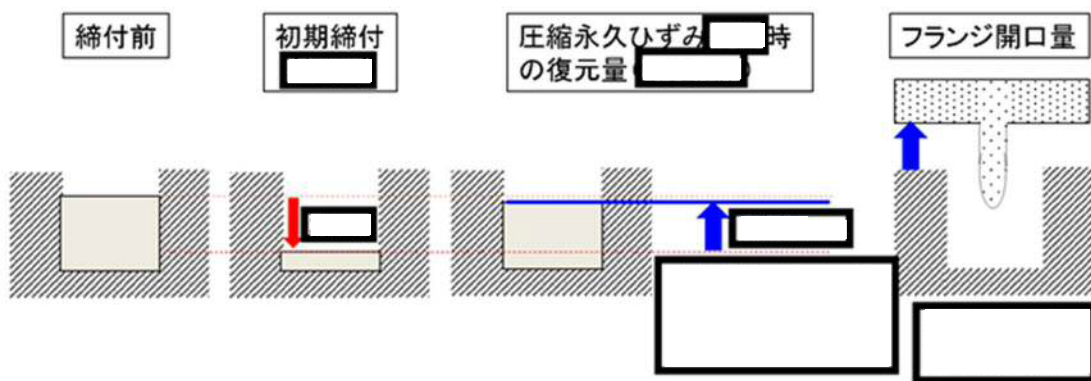 締付前
初期締付
圧縮永久ひずみ 時
の復元量( )
フランジ開口量